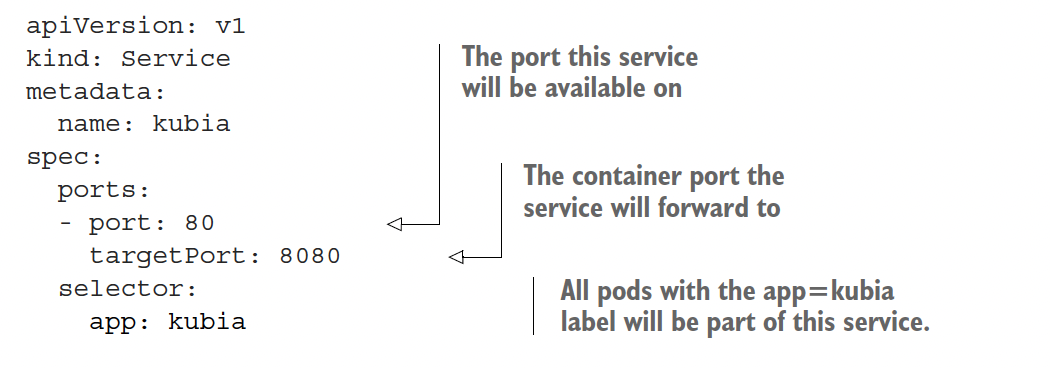 apiVersion: v1
kind: Service
metadata:
  name: kubia
spec:
  ports:
  - port: 80
    targetPort: 8080
  selector:
    app: kubia
The port this service
will be available on
The container port the
service will forward to
All pods with the app=kubia
label will be part of this service.